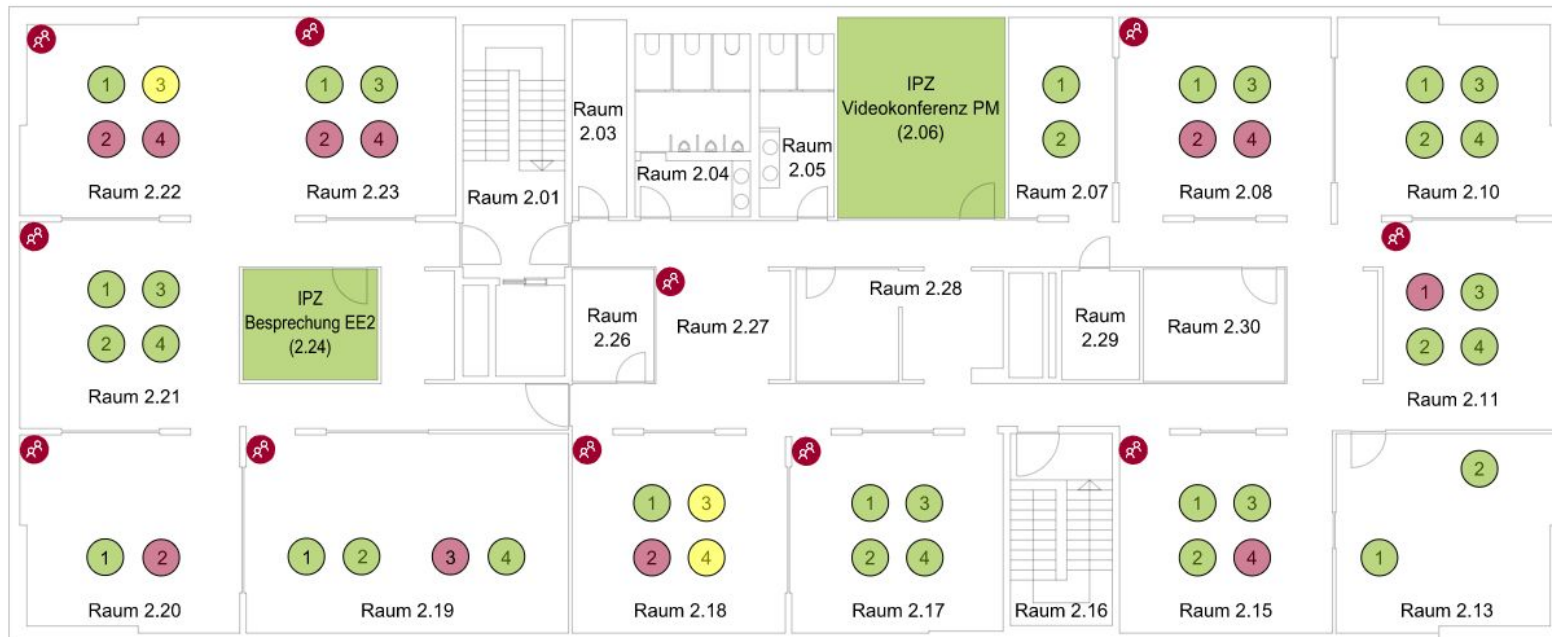 1 3
2 4
Raum 2.22
1 3
2 4
Raum 2.23
Raum 2.01
Raum
2.03
Raum 2.04
Raum
2.05
IPZ
Videokonferenz PM
(2.06)
1
2
Raum 2.07
1 3
2 4
Raum 2.08
1 3
2 4
Raum 2.10
1 3
2 4
Raum 2.21
IPZ
Besprechung EE2
(2.24)
Raum
2.26
Raum 2.27
Raum 2.28
Raum
2.29
Raum 2.30
1 3
2 4
Raum 2.11
1 2
Raum 2.20
1 2 3 4
Raum 2.19
1 3
2 4
Raum 2.18
1 3
2 4
Raum 2.17
Raum 2.16
1 3
2 4
Raum 2.15
2
1
Raum 2.13